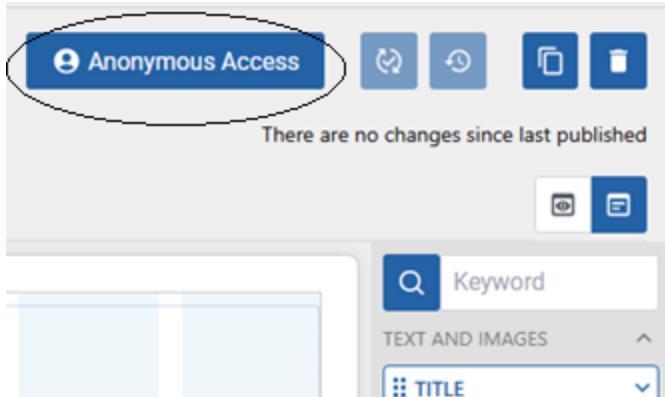 Anonymous Access
There are no changes since last published
Keyword
TEXT AND IMAGES
TITLE